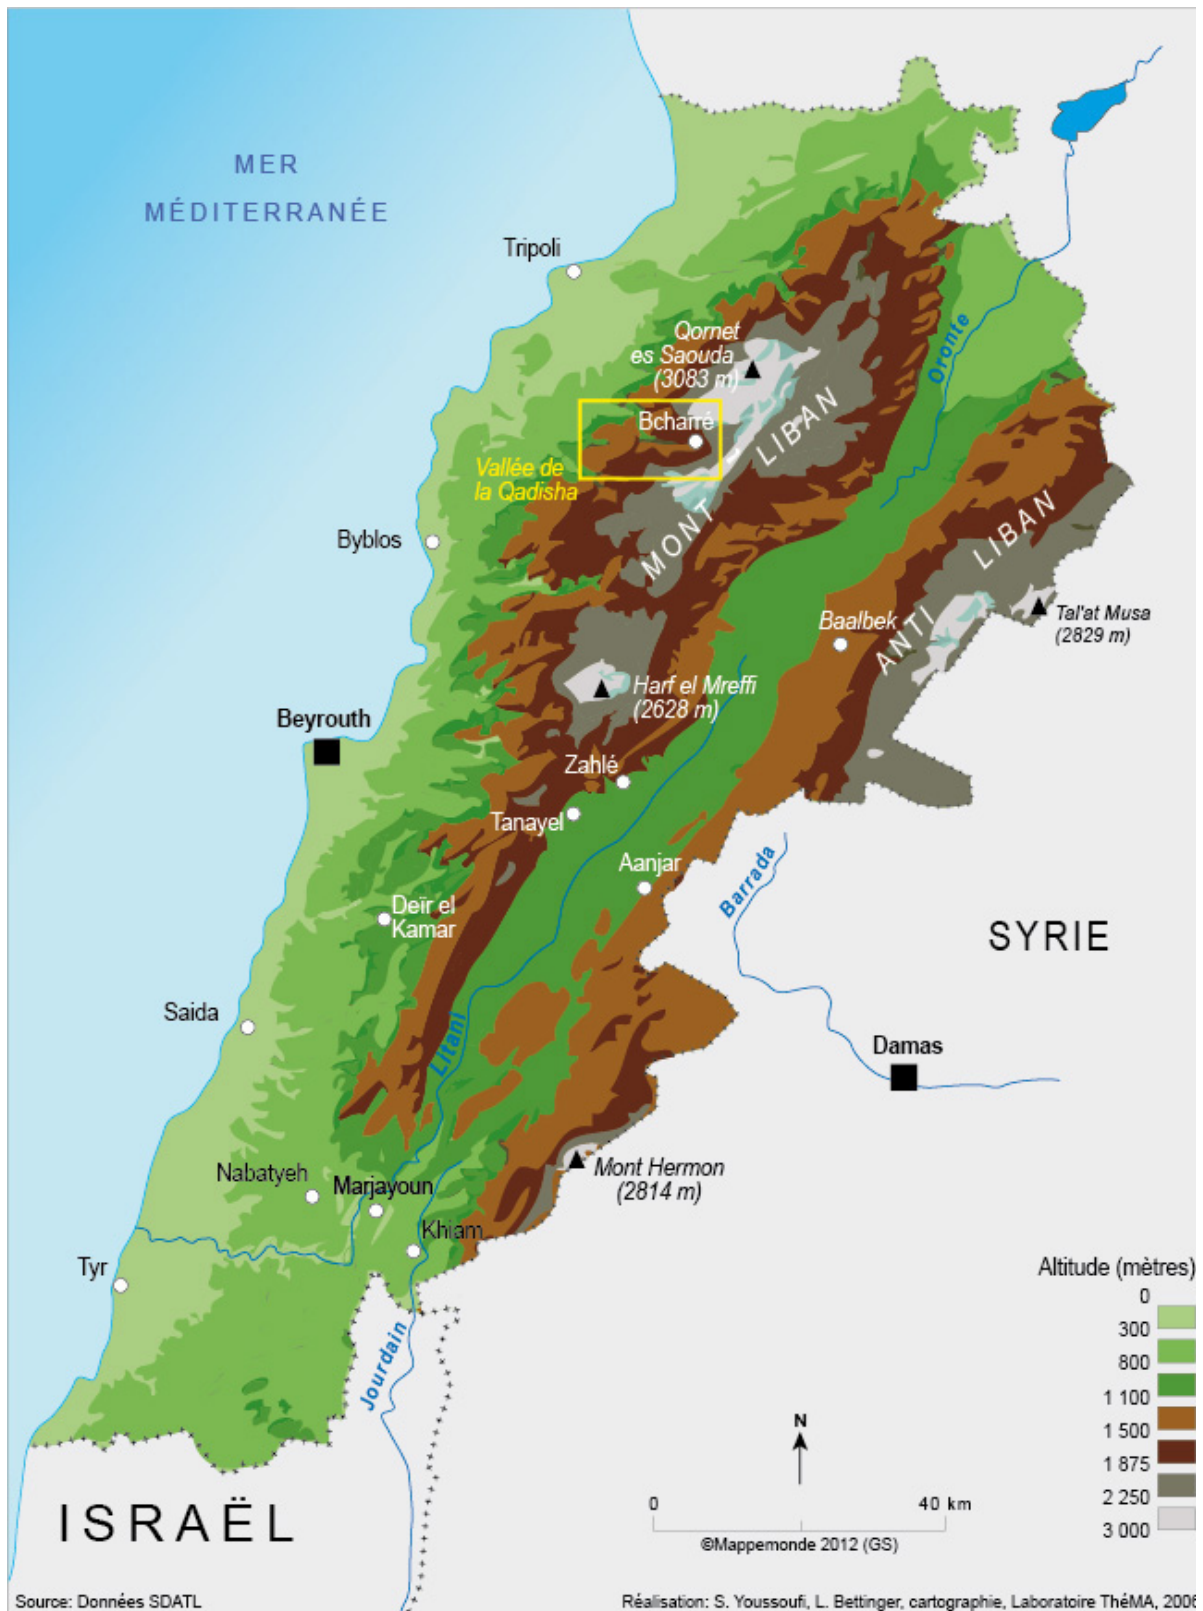 MER
MÉDITERRANÉE
Tripoli
Qornet
es Saouda
(3083 m)
Oronte
Bcharré
LIBAN
MONT
Vallée de
la Qadisha
Byblos
LIBAN
ANTI
Baalbek
Tal'at Musa
(2829 m)
Harf el Mreffi
(2628 m)
Beyrouth
Zahlé
Tanayel
Aanjar
Barrada
Deïr el
Kamar
SYRIE
Saida
Litani
Damas
Nabatyeh
Marjayoun
Mont Hermon
(2814 m)
Khiam
Tyr
Jourdain
Altitude (mètres)
0
300
800
1 100
1 500
1 875
2 250
3 000
N
0 40 km
©Mappemonde 2012 (GS)
ISRAËL
Source: Données SDATL
Réalisation: S. Youssoufi, L. Bettinger, cartographie, Laboratoire ThéMA, 2006